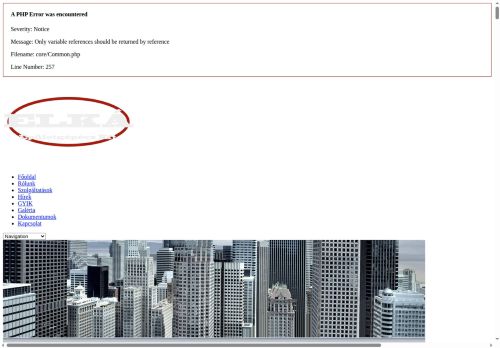 A PHP Error was encountered
Severity: Notice
Message: Only variable references should be returned by reference
Filename: core/Common.php
Line Number: 257
ELKA
Főoldal
Rólunk
Szolgáltatások
Hírek
GYIK
Galéria
Dokumentumok
Kapcsolat
Navigation